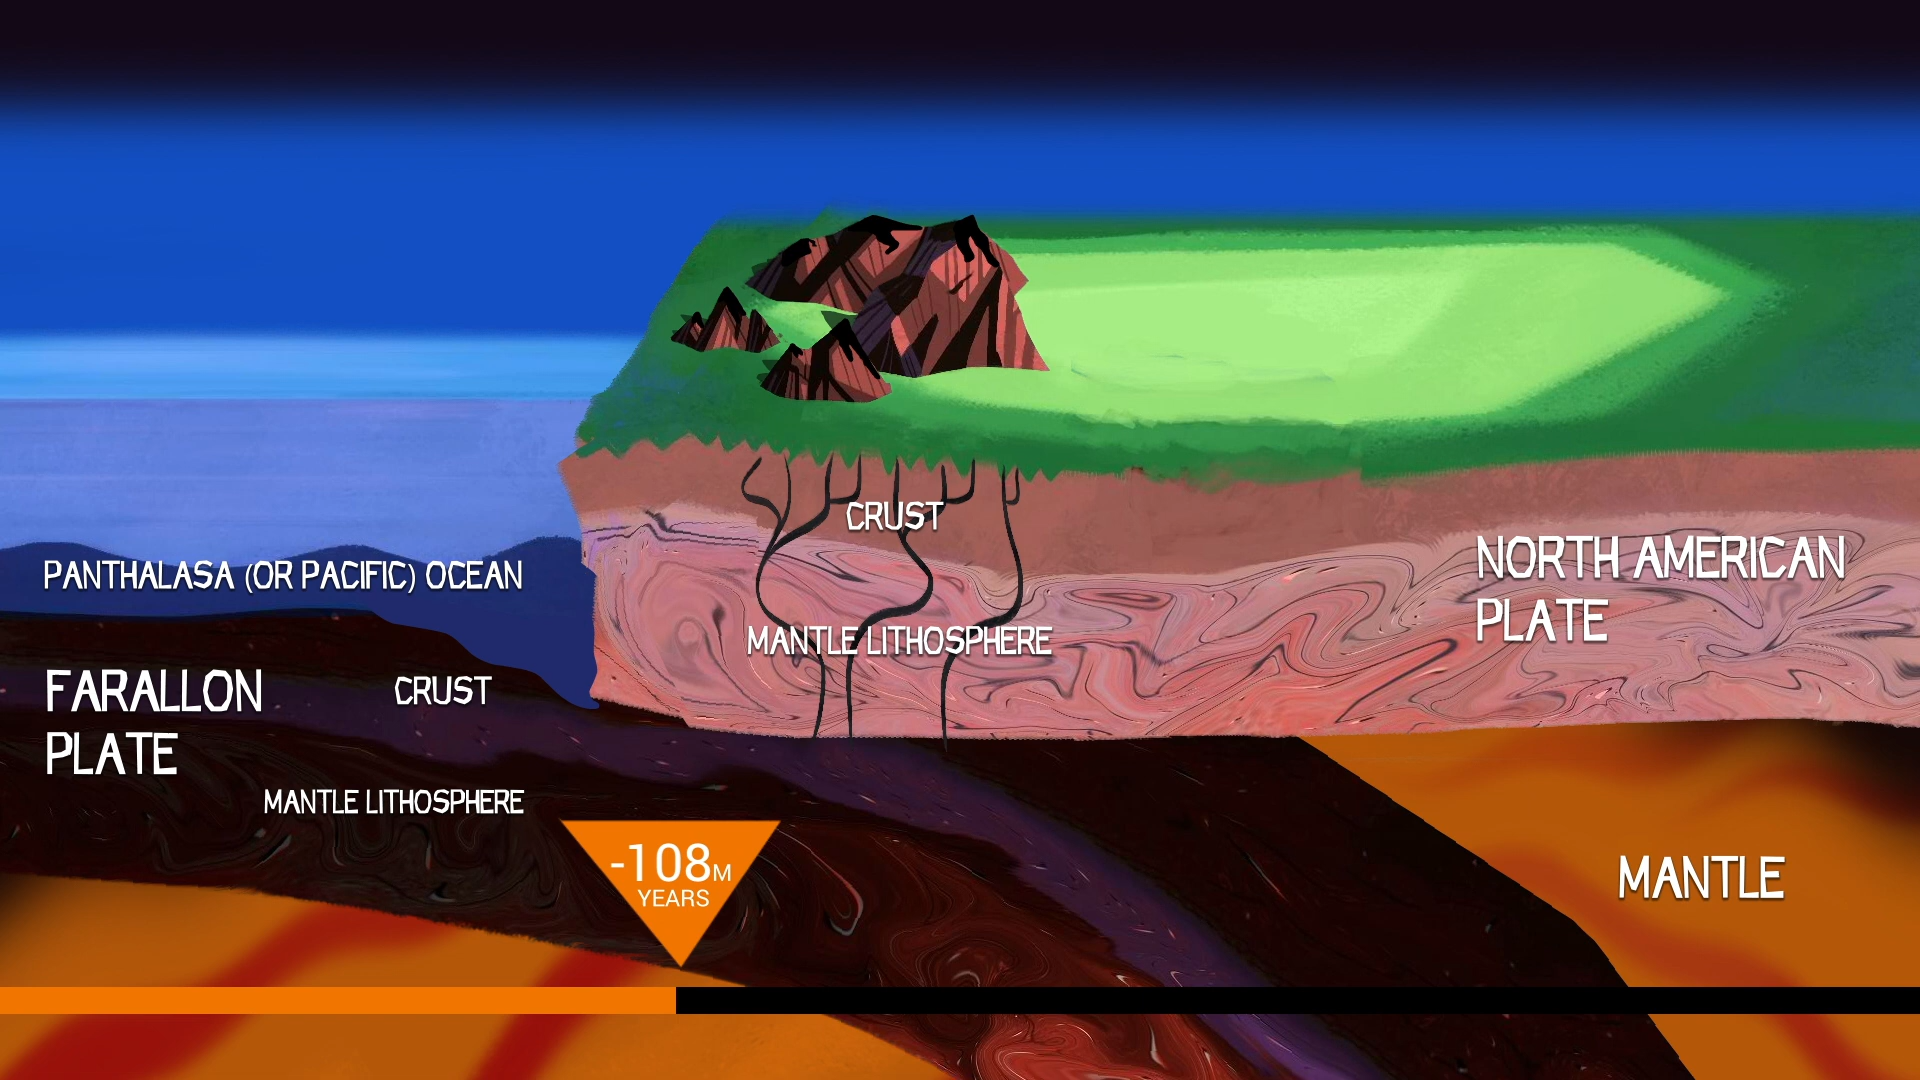 CRUST
PANTHALASA (OR PACIFIC) OCEAN
NORTH AMERICAN
PLATE
MANTLE LITHOSPHERE
FARALLON
PLATE
CRUST
MANTLE LITHOSPHERE
-108M
YEARS
MANTLE